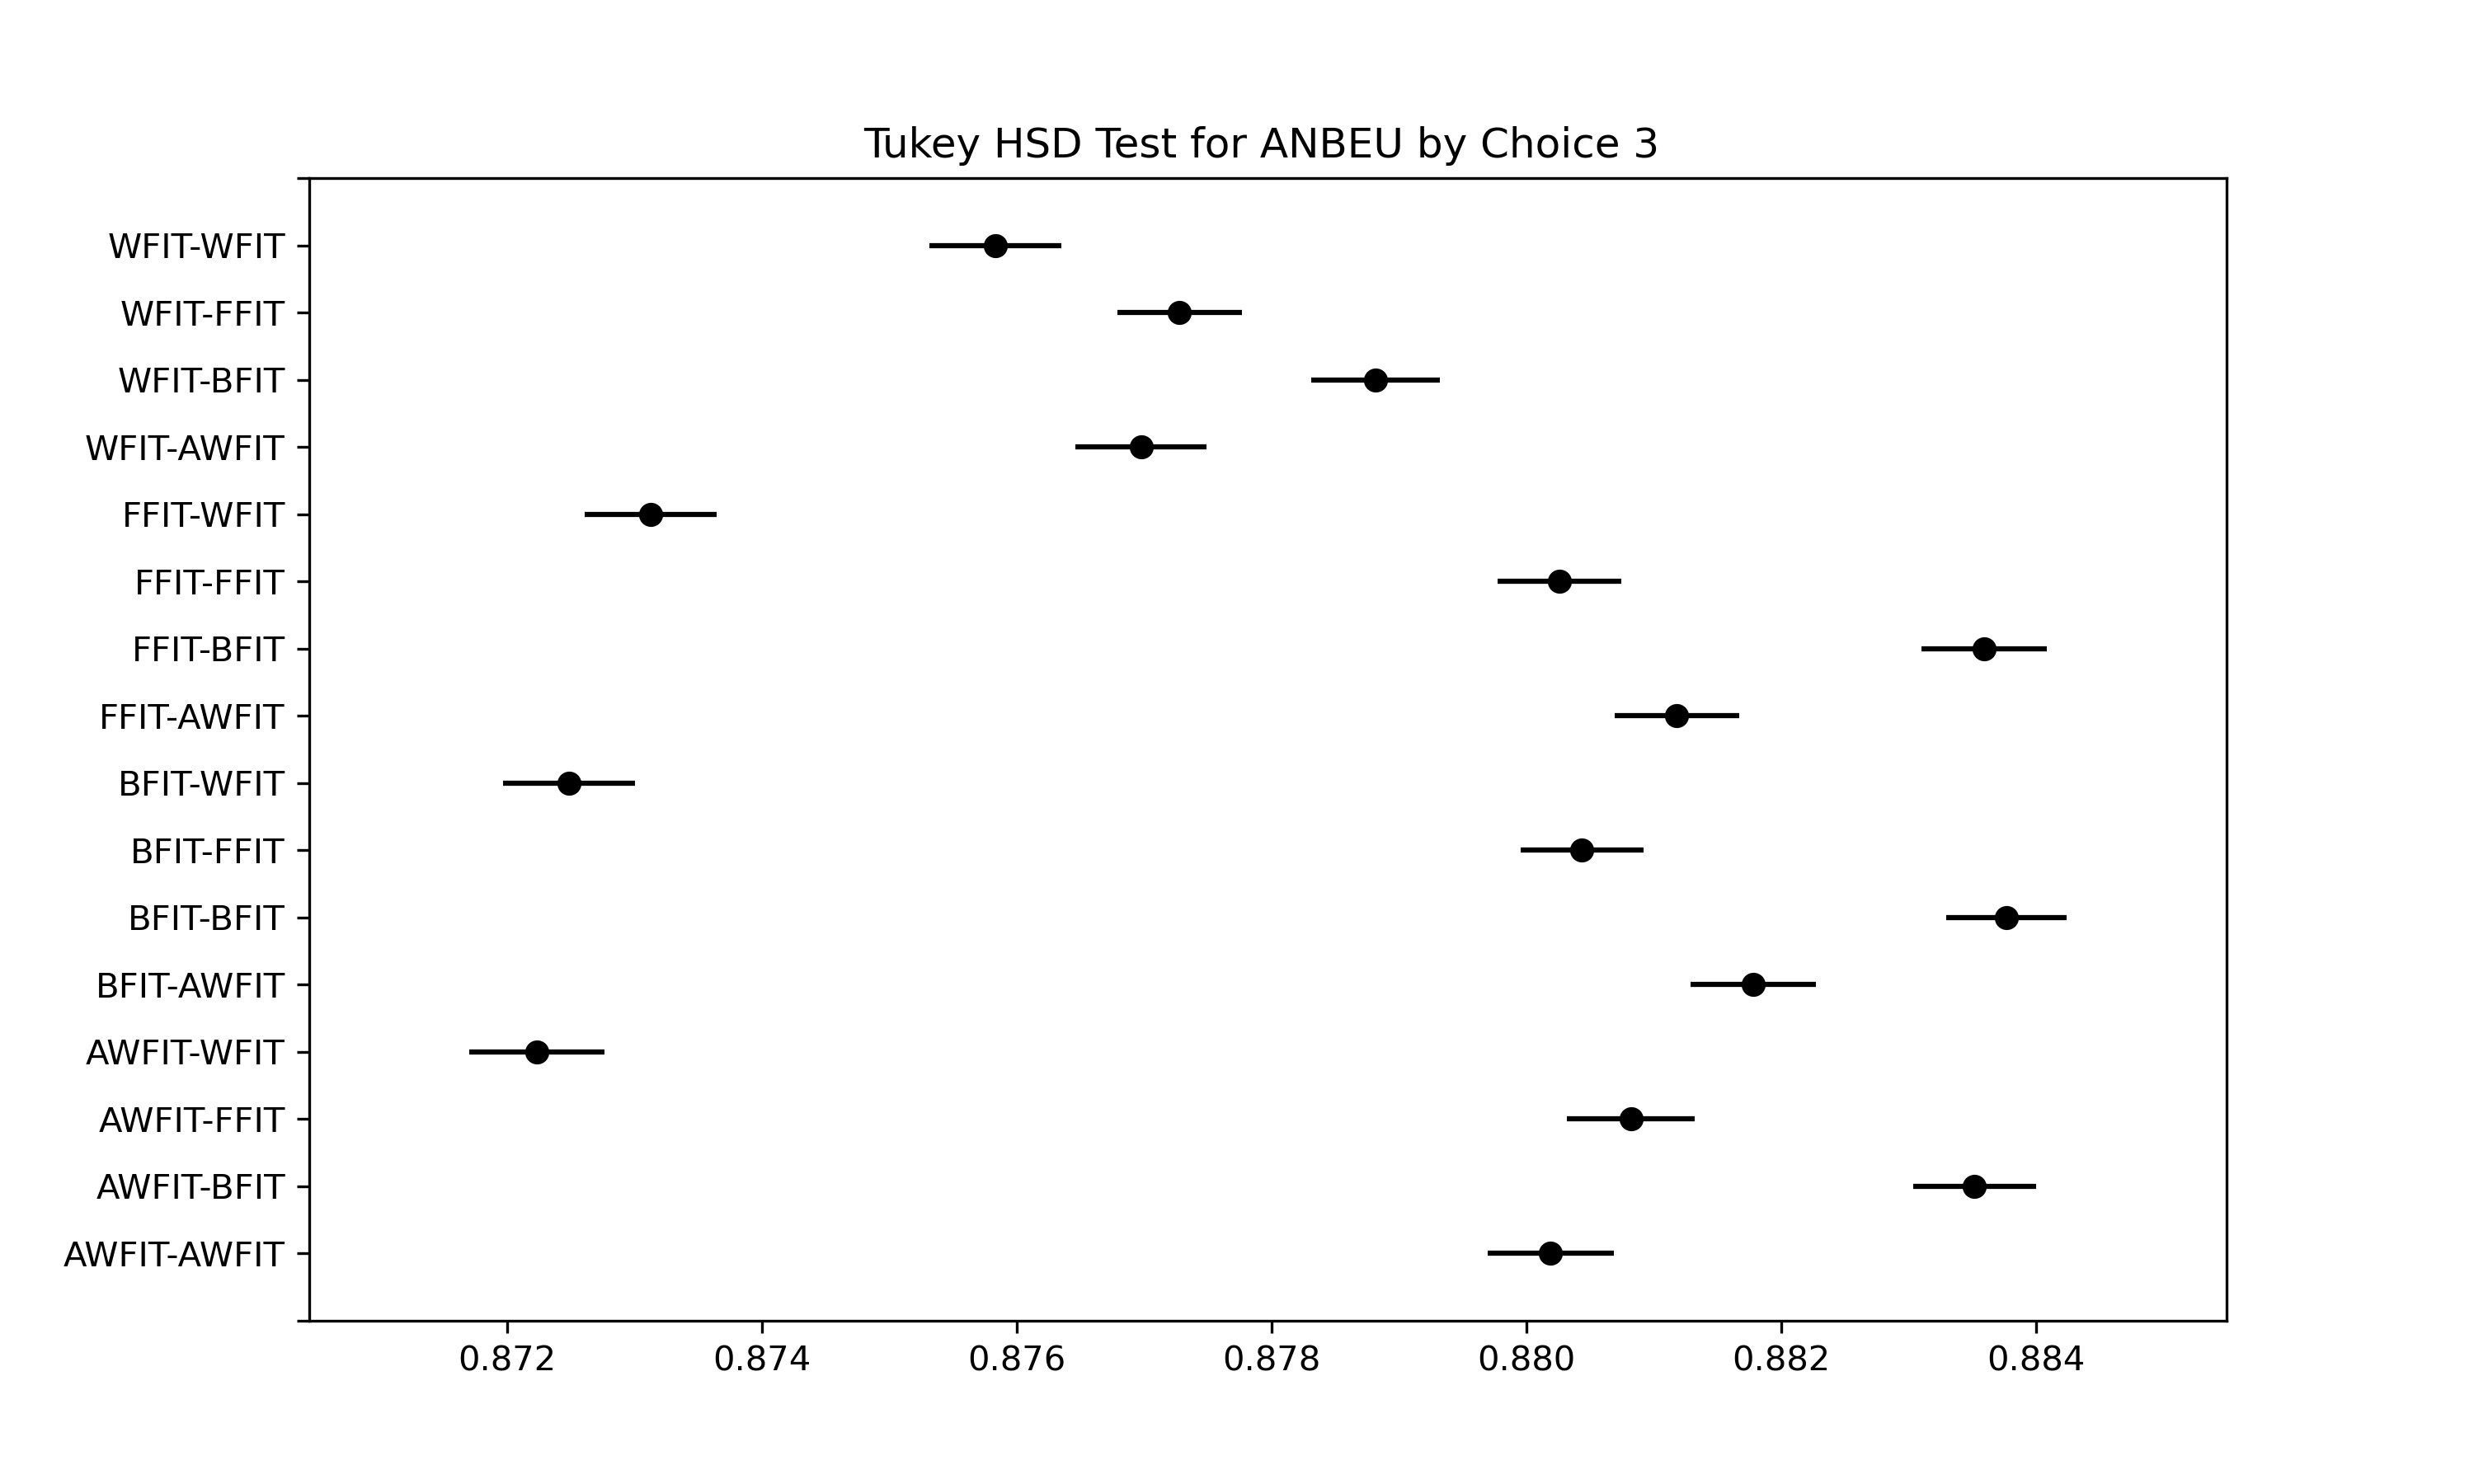 Tukey HSD Test for ANBEU by Choice 3
WFIT-WFIT
WFIT-FFIT
WFIT-BFIT
WFIT-AWFIT
FFIT-WFIT
FFIT-FFIT
FFIT-BFIT
FFIT-AWFIT
BFIT-WFIT
BFIT-FFIT
BFIT-BFIT
BFIT-AWFIT
AWFIT-WFIT
AWFIT-FFIT
AWFIT-BFIT
AWFIT-AWFIT
0.872 0.874 0.876 0.878 0.880 0.882 0.884